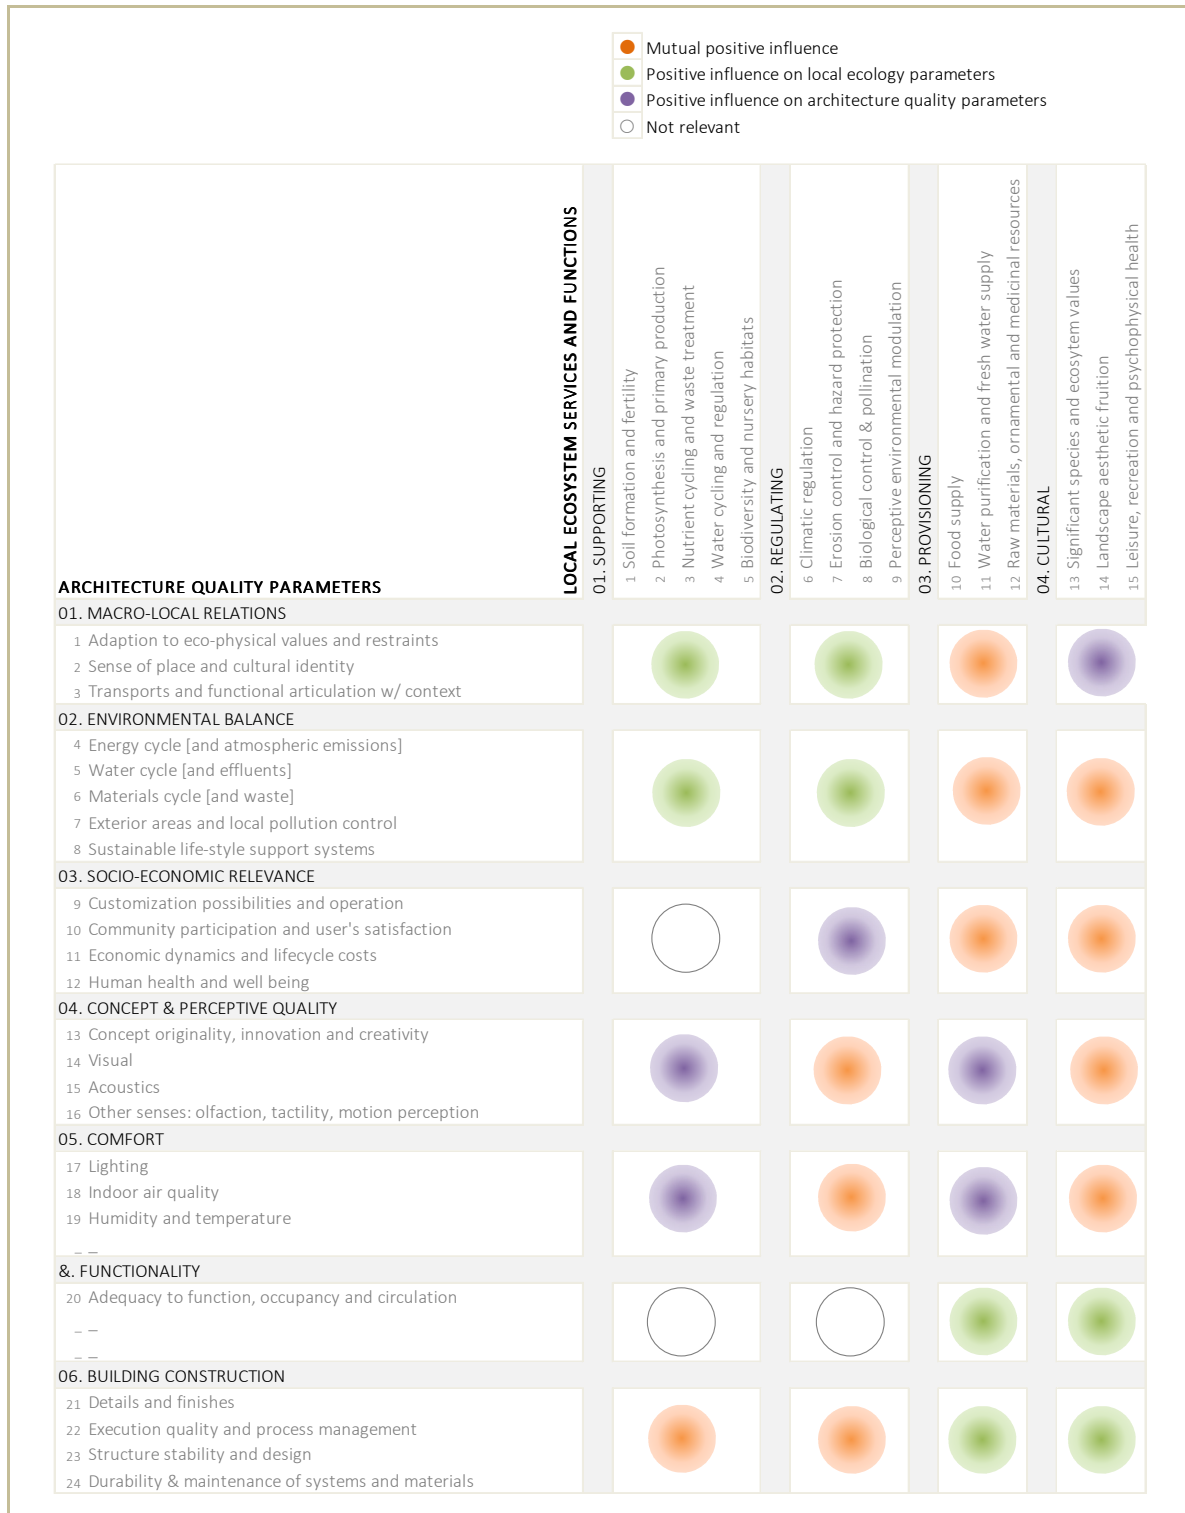 Mutual positive influence
Positive influence on local ecology parameters
Positive influence on architecture quality parameters
Not relevant
LOCAL ECOSYSTEM SERVICES AND FUNCTIONS
01. SUPPORTING
1 Soil formation and fertility
2 Photosynthesis and primary production
3 Nutrient cycling and waste treatment
4 Water cycling and regulation
5 Biodiversity and nursery habitats
02. REGULATING
6 Climatic regulation
7 Erosion control and hazard protection
8 Biological control & pollination
9 Perceptive environmental modulation
03. PROVISIONING
10 Food supply
11 Water purification and fresh water supply
12 Raw materials, ornamental and medicinal resources
04. CULTURAL
13 Significant species and ecosytem values
14 Landscape aesthetic fruition
15 Leisure, recreation and psychophysical health
ARCHITECTURE QUALITY PARAMETERS
01. MACRO-LOCAL RELATIONS
1 Adaption to eco-physical values and restraints
2 Sense of place and cultural identity
3 Transports and functional articulation w/ context
02. ENVIRONMENTAL BALANCE
4 Energy cycle [and atmospheric emissions]
5 Water cycle [and effluents]
6 Materials cycle [and waste]
7 Exterior areas and local pollution control
8 Sustainable life-style support systems
03. SOCIO-ECONOMIC RELEVANCE
9 Customization possibilities and operation
10 Community participation and user's satisfaction
11 Economic dynamics and lifecycle costs
12 Human health and well being
04. CONCEPT & PERCEPTIVE QUALITY
13 Concept originality, innovation and creativity
14 Visual
15 Acoustics
16 Other senses: olfaction, tactility, motion perception
05. COMFORT
17 Lighting
18 Indoor air quality
19 Humidity and temperature
_ _
&. FUNCTIONALITY
20 Adequacy to function, occupancy and circulation
_ _
_ _
06. BUILDING CONSTRUCTION
21 Details and finishes
22 Execution quality and process management
23 Structure stability and design
24 Durability & maintenance of systems and materials